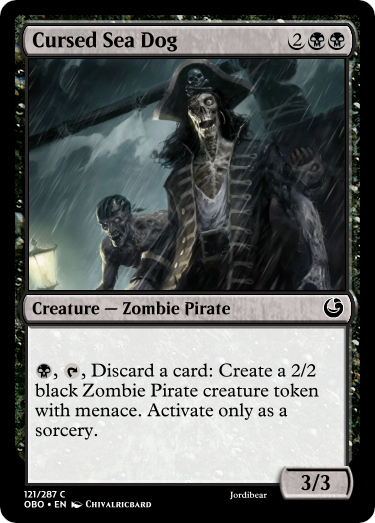 Cursed Sea Dog 2
Creature — Zombie Pirate
, , Discard a card: Create a 2/2
black Zombie Pirate creature token
with menace. Activate only as a
sorcery.
3/3
121/287 C
OBO • EN ChivalricBard
Jordibear